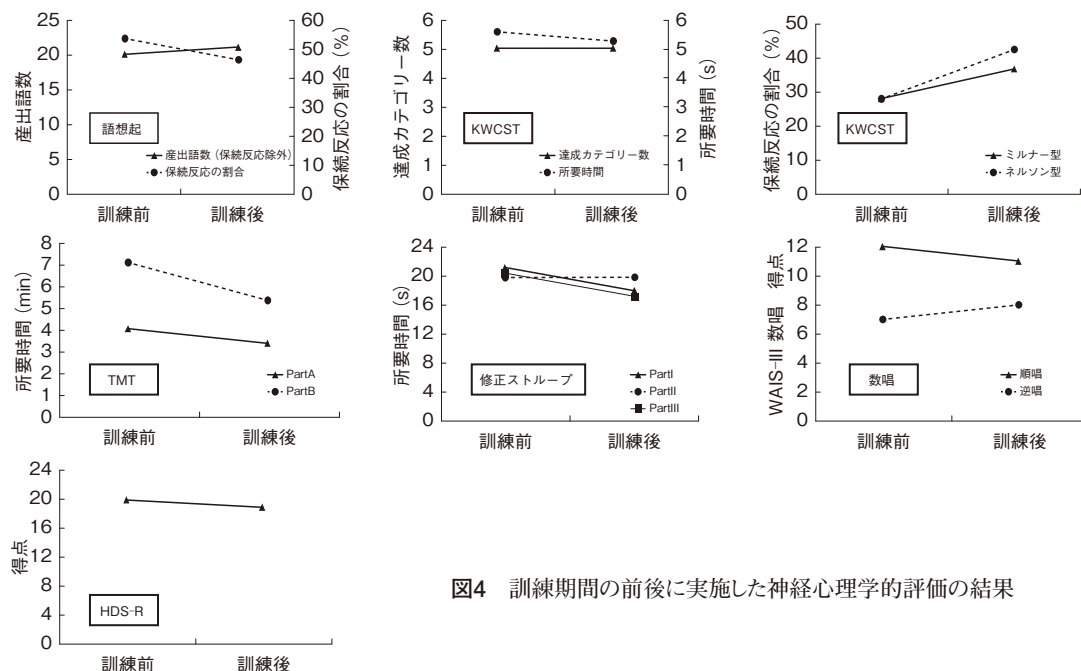 産出語数
25
20
15
10
5
0
60
50
40
30
20
10
0
保続反応の割合 (%)
語想起
産出語数 (保続反応除外)
保続反応の割合
訓練前
訓練後
達成カテゴリー数
6
5
4
3
2
1
0
6
5
4
3
2
1
0
所要時間 (s)
KWCST
達成カテゴリー数
所要時間
訓練前
訓練後
保続反応の割合 (%)
50
40
30
20
10
0
KWCST
ミルナー型
ネルソン型
訓練前
訓練後
所要時間 (min)
8
7
6
5
4
3
2
1
0
TMT
PartA
PartB
訓練前
訓練後
所要時間 (s)
24
20
16
12
8
4
0
修正ストループ
PartI
PartII
PartIII
訓練前
訓練後
WAIS-III 数唱 得点
12
10
8
6
4
2
0
数唱
順唱
逆唱
訓練前
訓練後
得点
24
20
16
12
8
4
0
HDS-R
訓練前
訓練後
図4 訓練期間の前後に実施した神経心理学的評価の結果